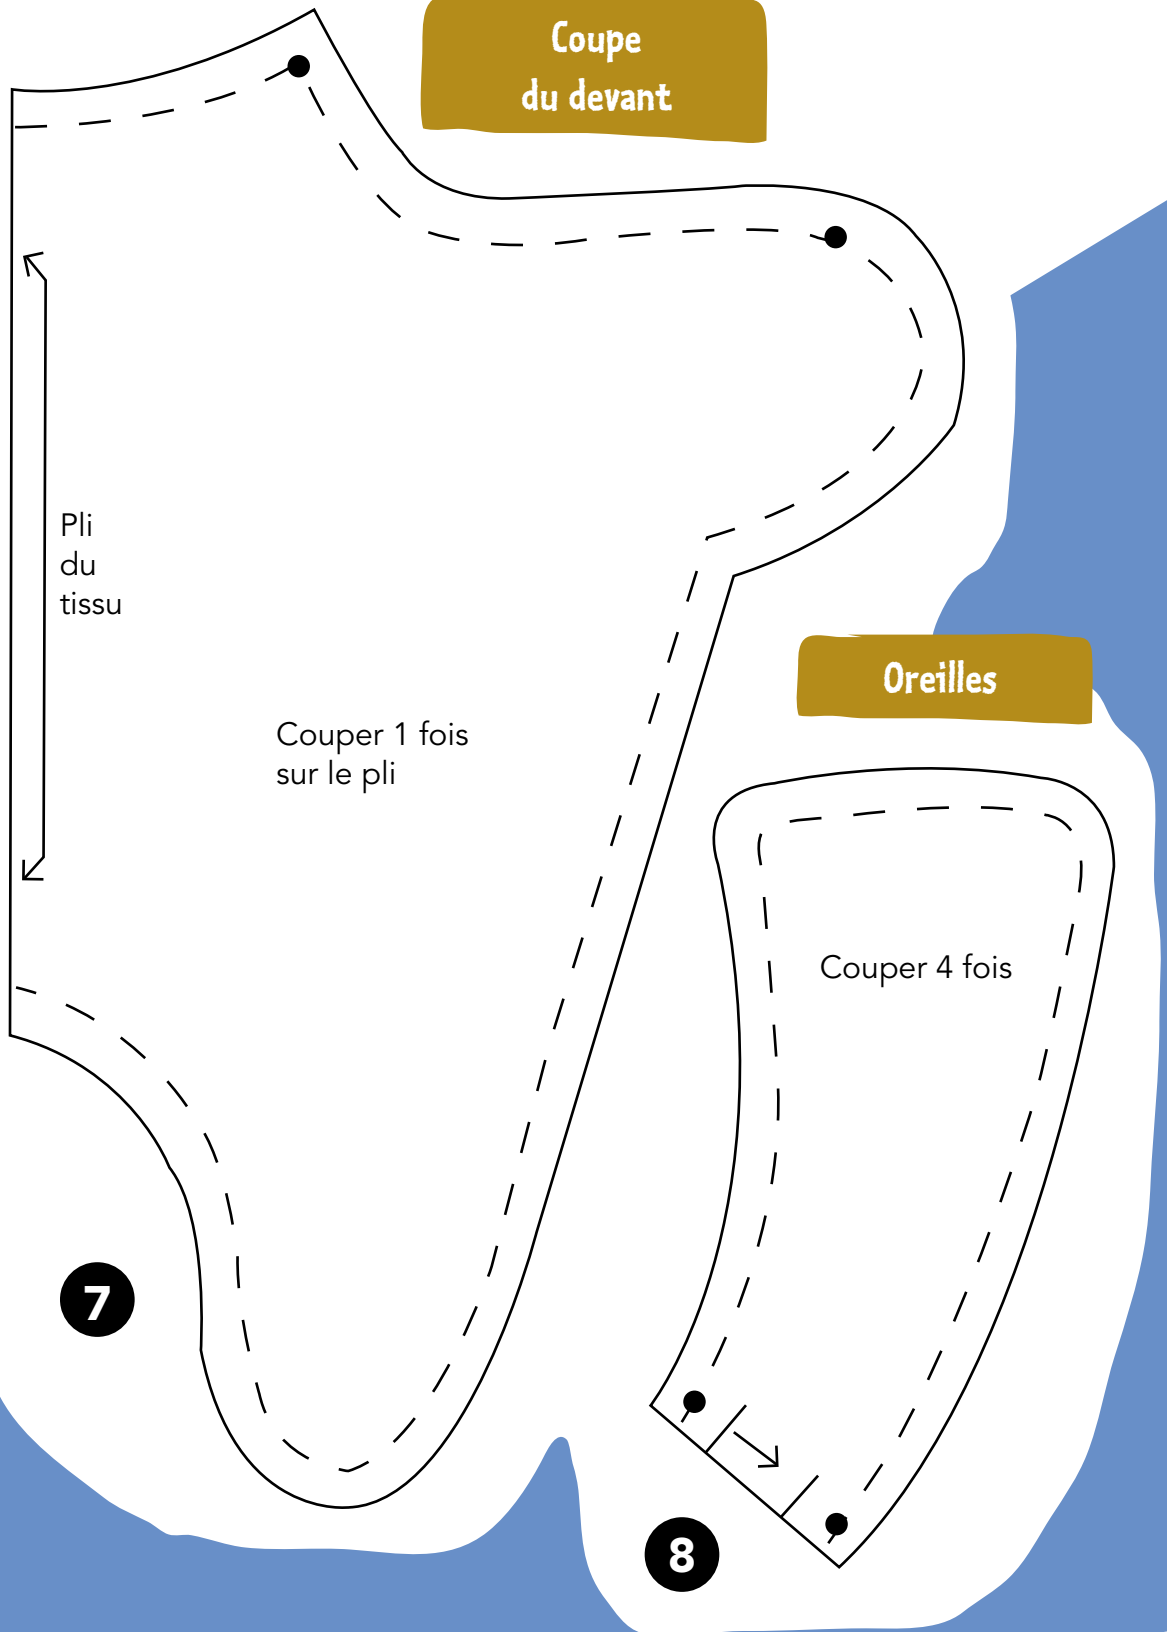 Coupe
du devant
Pli
du
tissu
Couper 1 fois
sur le pli
7
Oreilles
Couper 4 fois
8